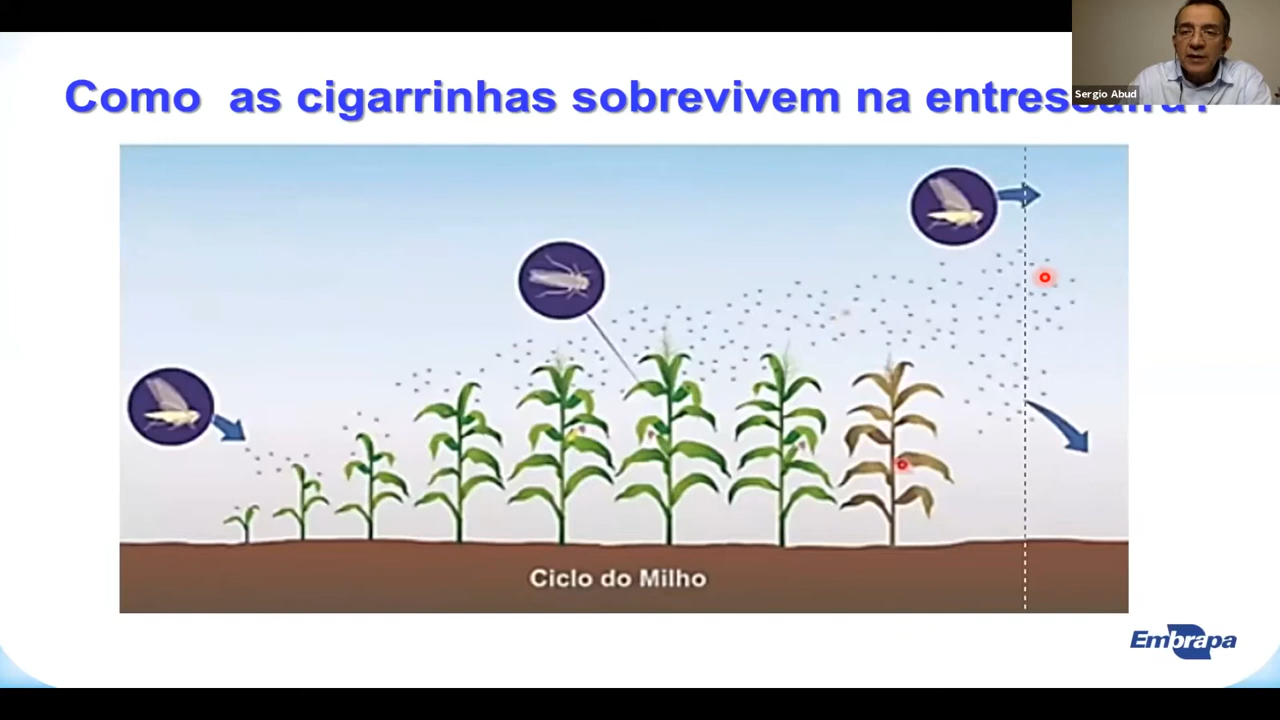 Como as cigarrinhas sobrevivem na
Sergio Abud
Ciclo do Milho
Embrapa